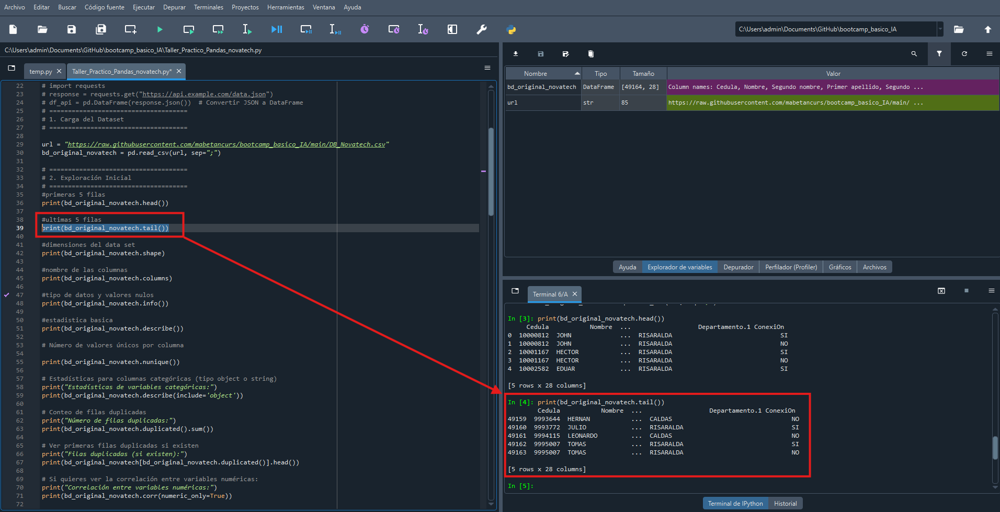 Archivo Editar Buscar Código fuente Ejecutar Depurar Terminales Proyectos Herramientas Ventana Ayuda
C:\Users\admin\Documents\GitHub\bootcamp_basico_IA
C:\Users\admin\Documents\GitHub\bootcamp_basico_IA\Taller_Practico_Pandas_novatech.py
temp.py
Taller_Practico_Pandas_novatech.py*
22 # import requests
23 # response = requests.get("https://api.example.com/data.json")
24 # df_api = pd.DataFrame(response.json())  # Convertir JSON a DataFrame
25 # =====================================
26 # 1. Carga del Dataset
27 # =====================================
28
29 url = "https://raw.githubusercontent.com/mabetancurs/bootcamp_basico_IA/main/DB_Novatech.csv"
30 bd_original_novatech = pd.read_csv(url, sep=";")
31
32 # =====================================
33 # 2. Exploración Inicial
34 # =====================================
35 #primeras 5 filas
36 print(bd_original_novatech.head())
37
38 #ultimas 5 filas
39 print(bd_original_novatech.tail())
40
41 #dimensiones del data set
42 print(bd_original_novatech.shape)
43
44 #nombre de las columnas
45 print(bd_original_novatech.columns)
46
47 #tipo de datos y valores nulos
48 print(bd_original_novatech.info())
49
50 #estadistica basica
51 print(bd_original_novatech.describe())
52
53 # Número de valores únicos por columna
54
55 print(bd_original_novatech.nunique())
56
57 # Estadísticas para columnas categóricas (tipo object o string)
58 print("Estadísticas de variables categóricas:")
59 print(bd_original_novatech.describe(include='object'))
60
61 # Conteo de filas duplicadas
62 print("Número de filas duplicadas:")
63 print(bd_original_novatech.duplicated().sum())
64
65 # Ver primeras filas duplicadas si existen
66 print("Filas duplicadas (si existen):")
67 print(bd_original_novatech[bd_original_novatech.duplicated()].head())
68
69 # Si quieres ver la correlación entre variables numéricas:
70 print("Correlación entre variables numéricas:")
71 print(bd_original_novatech.corr(numeric_only=True))
72
Nombre Tipo Tamaño Valor
bd_original_novatech DataFrame [49164, 28] Column names: Cedula, Nombre, Segundo nombre, Primer apellido, Segundo ...
url str 85 https://raw.githubusercontent.com/mabetancurs/bootcamp_basico_IA/main/ ...
Ayuda Explorador de variables Depurador Perfilador (Profiler) Gráficos Archivos
Terminal 6/A
In [3]: print(bd_original_novatech.head())
Cedula Nombre ... Departamento.1 ConexiOn
0 10000812 JOHN ... RISARALDA SI
1 10000812 JOHN ... RISARALDA NO
2 10001167 HECTOR ... RISARALDA SI
3 10001167 HECTOR ... RISARALDA NO
4 10002582 EDUAR ... RISARALDA SI
[5 rows x 28 columns]
In [4]: print(bd_original_novatech.tail())
Cedula Nombre ... Departamento.1 ConexiOn
49159 9993644 HERNAN ... CALDAS NO
49160 9993772 JULIO ... RISARALDA SI
49161 9994115 LEONARDO ... CALDAS NO
49162 9995007 TOMAS ... RISARALDA SI
49163 9995007 TOMAS ... RISARALDA NO
[5 rows x 28 columns]
In [5]:
Terminal de IPython Historial